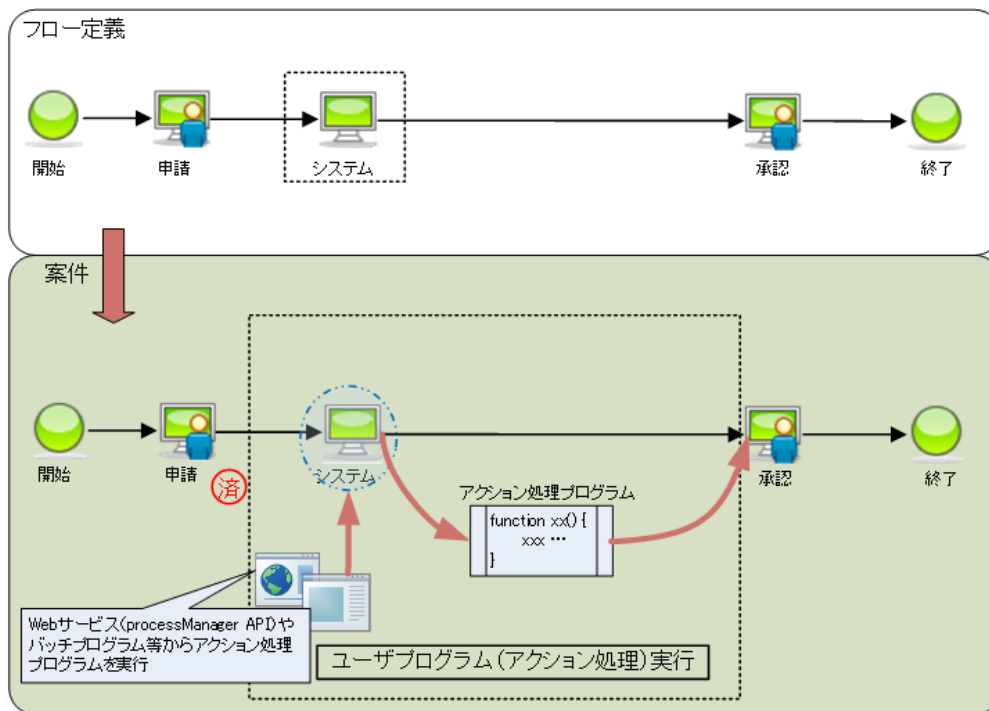 フロー定義
開始
申請
システム
承認
終了
案件
開始
申請
済
システム
承認
終了
アクション処理プログラム
function xx() {
xxx …
}
Webサービス(processManager API)や
バッチプログラム等からアクション処理
プログラムを実行
ユーザプログラム(アクション処理)実行